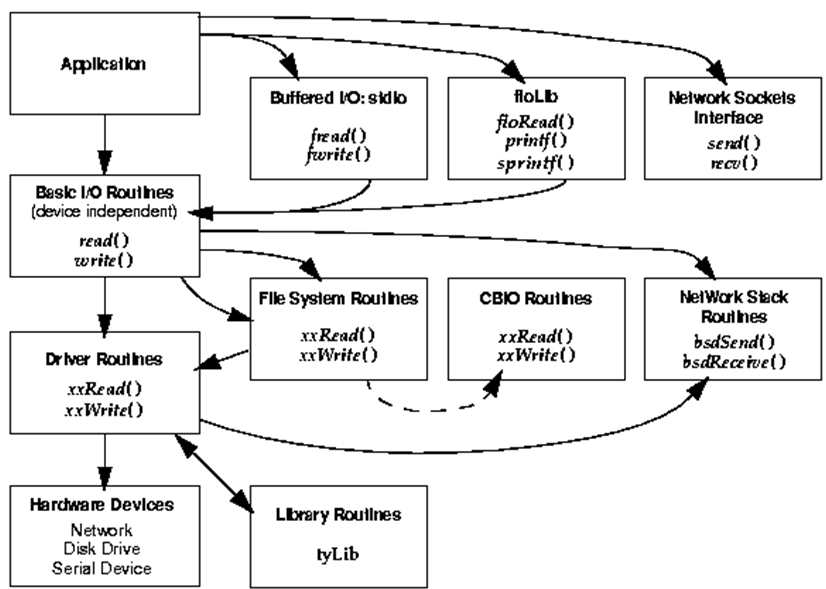 Application
Buffered I/O: stdio
fread()
fwrite()
fioLib
fioRead()
printf()
sprintf()
Network Sockets
Interface
send()
recv()
Basic I/O Routines
(device independent)
read()
write()
File System Routines
xxRead()
xxWrite()
CBIO Routines
xxRead()
xxWrite()
NetWork Stack
Routines
bsdSend()
bsdReceive()
Driver Routines
xxRead()
xxWrite()
Hardware Devices
Network
Disk Drive
Serial Device
Library Routines
tyLib